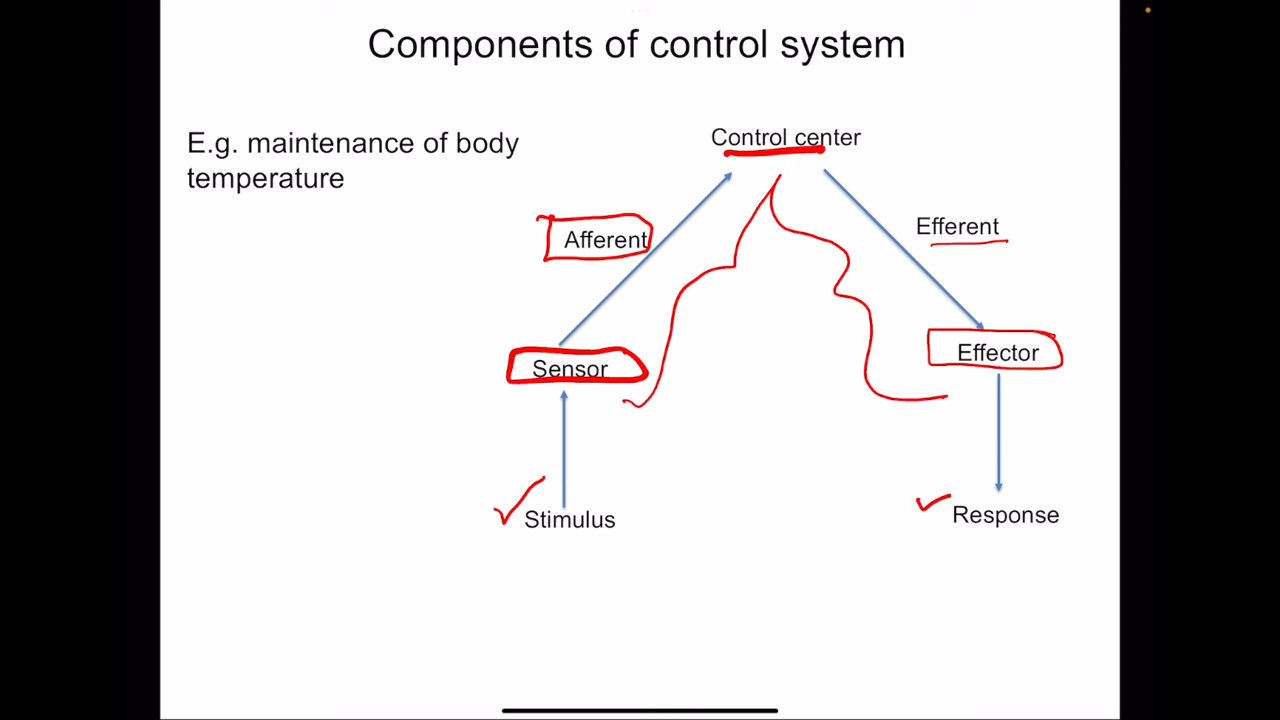 Components of control system
E.g. maintenance of body
temperature
Control center
Afferent
Efferent
Sensor
Effector
Stimulus
Response